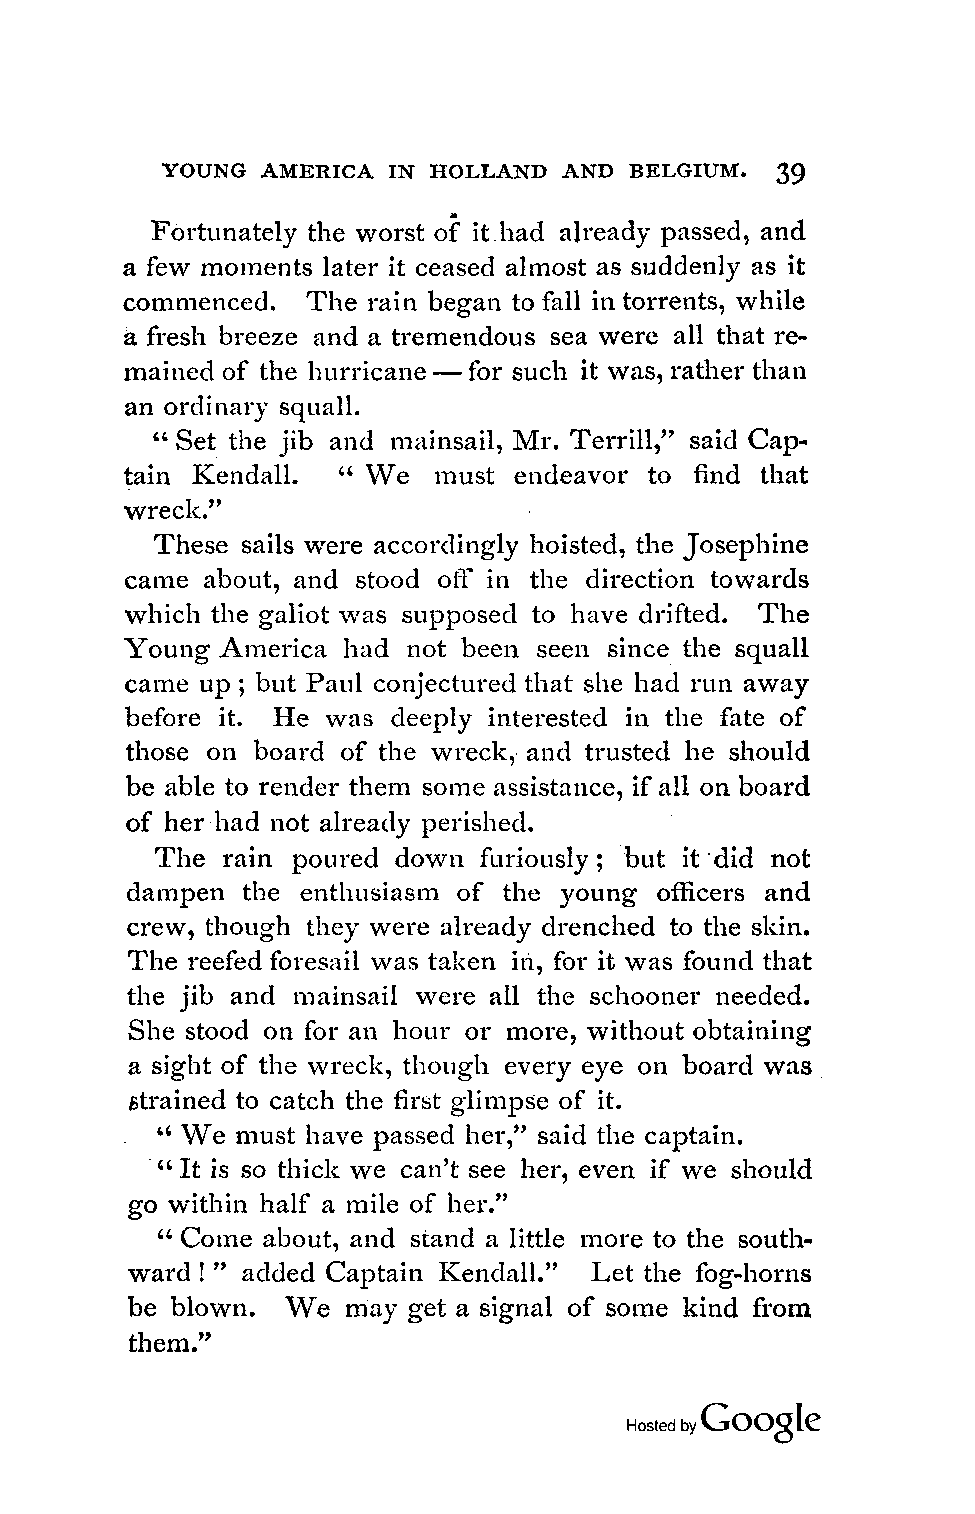 YOUNG AMERICA IN HOLLAND AND BELGIUM. 39
Fortunately the worst of it had already passed, and
a few moments later it ceased almost as suddenly as it
commenced. The rain began to fall in torrents, while
a fresh breeze and a tremendous sea were all that re-
mained of the hurricane — for such it was, rather than
an ordinary squall.
“ Set the jib and mainsail, Mr. Terrill,” said Cap-
tain Kendall. “ We must endeavor to find that
wreck.”
These sails were accordingly hoisted, the Josephine
came about, and stood off in the direction towards
which the galiot was supposed to have drifted. The
Young America had not been seen since the squall
came up ; but Paul conjectured that she had run away
before it. He was deeply interested in the fate of
those on board of the wreck, and trusted he should
be able to render them some assistance, if all on board
of her had not already perished.
The rain poured down furiously ; but it did not
dampen the enthusiasm of the young officers and
crew, though they were already drenched to the skin.
The reefed foresail was taken in, for it was found that
the jib and mainsail were all the schooner needed.
She stood on for an hour or more, without obtaining
a sight of the wreck, though every eye on board was
strained to catch the first glimpse of it.
“ We must have passed her,” said the captain.
“ It is so thick we can't see her, even if we should
go within half a mile of her.”
“ Come about, and stand a little more to the south-
ward ! ” added Captain Kendall.” Let the fog-horns
be blown. We may get a signal of some kind from
them.”
Hosted by Google